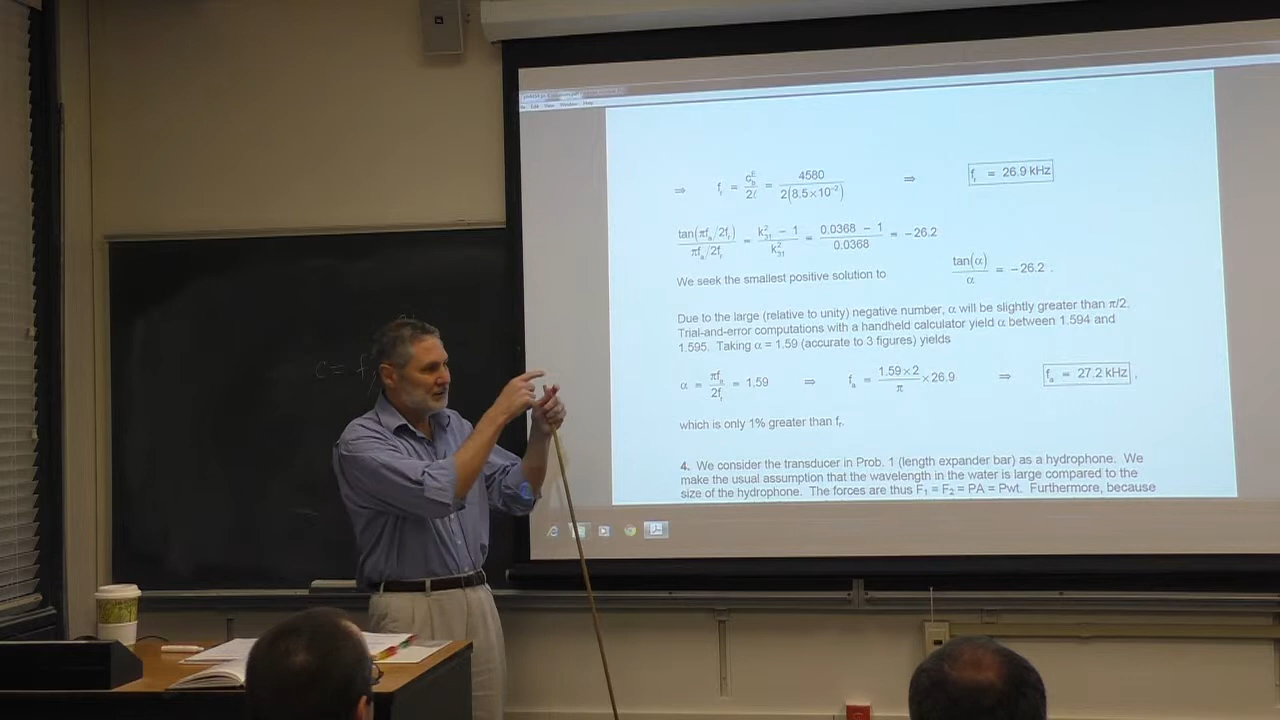 c = f
⇒ f_r = c_b^E / 2ℓ = 4580 / 2(8.5×10⁻²) ⇒ f_r = 26.9 kHz
tan(πf_a/2f_r) / πf_a/2f_r = k₃₁² − 1 / k₃₁² = 0.0368 − 1 / 0.0368 = −26.2
We seek the smallest positive solution to tan(α) / α = −26.2 .
Due to the large (relative to unity) negative number, α will be slightly greater than π/2.
Trial-and-error computations with a handheld calculator yield α between 1.594 and
1.595. Taking α = 1.59 (accurate to 3 figures) yields
α = πf_a / 2f_r = 1.59 ⇒ f_a = 1.59×2 / π ×26.9 ⇒ f_a = 27.2 kHz ,
which is only 1% greater than f_r.
4. We consider the transducer in Prob. 1 (length expander bar) as a hydrophone. We
make the usual assumption that the wavelength in the water is large compared to the
size of the hydrophone. The forces are thus F₁ = F₂ = PA = Pwt. Furthermore, because